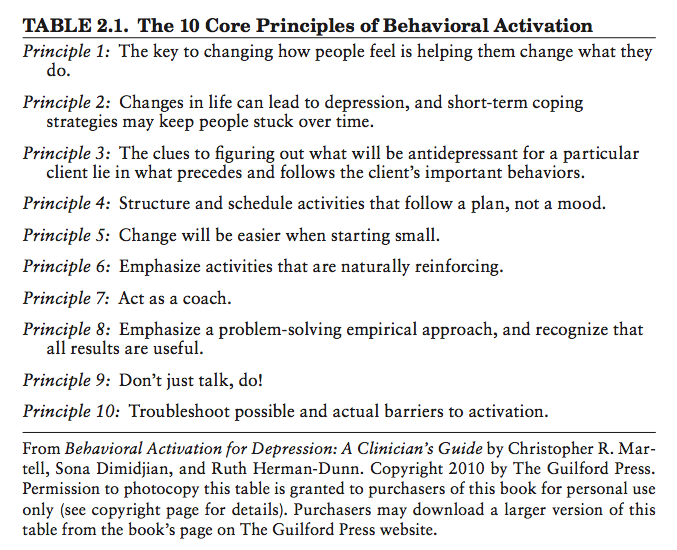 TABLE 2.1. The 10 Core Principles of Behavioral Activation
Principle 1: The key to changing how people feel is helping them change what they
do.
Principle 2: Changes in life can lead to depression, and short-term coping
strategies may keep people stuck over time.
Principle 3: The clues to figuring out what will be antidepressant for a particular
client lie in what precedes and follows the client’s important behaviors.
Principle 4: Structure and schedule activities that follow a plan, not a mood.
Principle 5: Change will be easier when starting small.
Principle 6: Emphasize activities that are naturally reinforcing.
Principle 7: Act as a coach.
Principle 8: Emphasize a problem-solving empirical approach, and recognize that
all results are useful.
Principle 9: Don’t just talk, do!
Principle 10: Troubleshoot possible and actual barriers to activation.
From Behavioral Activation for Depression: A Clinician’s Guide by Christopher R. Mar-
tell, Sona Dimidjian, and Ruth Herman-Dunn. Copyright 2010 by The Guilford Press.
Permission to photocopy this table is granted to purchasers of this book for personal use
only (see copyright page for details). Purchasers may download a larger version of this
table from the book’s page on The Guilford Press website.